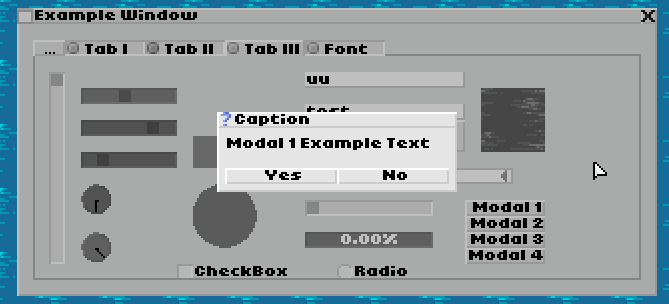 Example Window X
... Tab I Tab II Tab III Font
uu
test
? Caption
Modal 1 Example Text
Yes No
Modal 1
Modal 2
0.00% Modal 3
Modal 4
CheckBox Radio